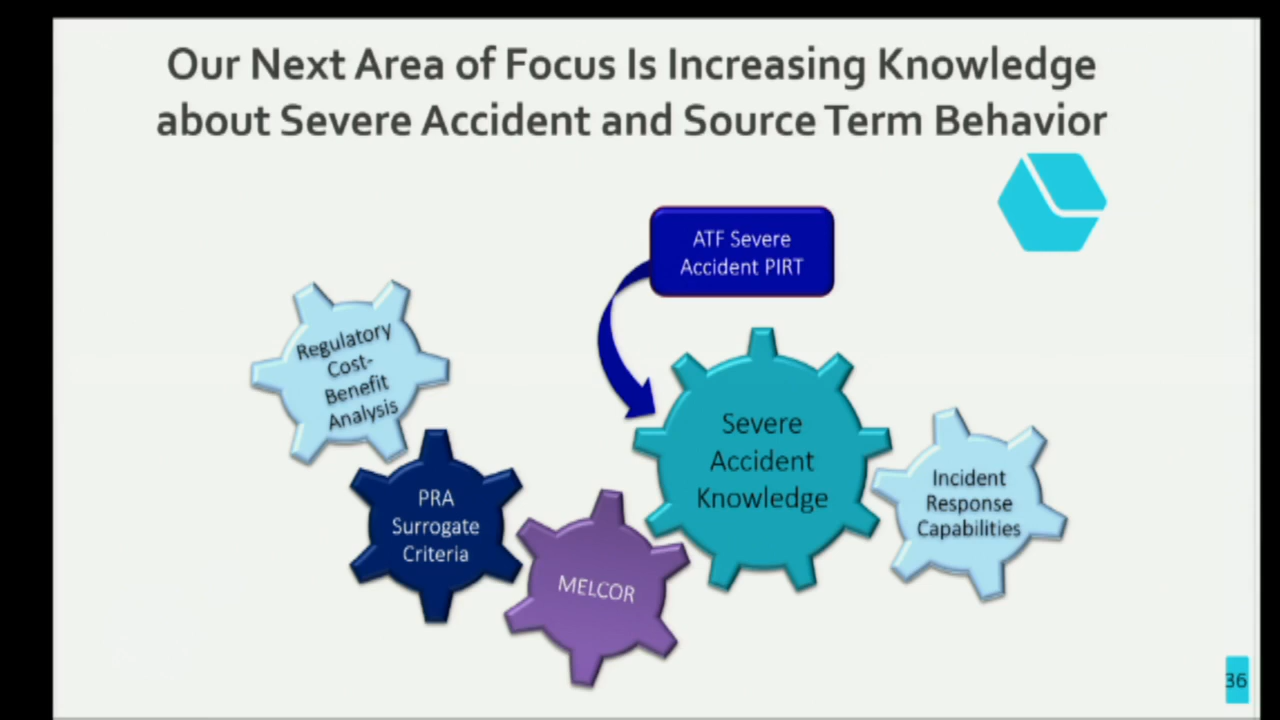 Our Next Area of Focus Is Increasing Knowledge
about Severe Accident and Source Term Behavior
ATF Severe
Accident PIRT
Regulatory
Cost-
Benefit
Analysis
PRA
Surrogate
Criteria
MELCOR
Severe
Accident
Knowledge
Incident
Response
Capabilities
36